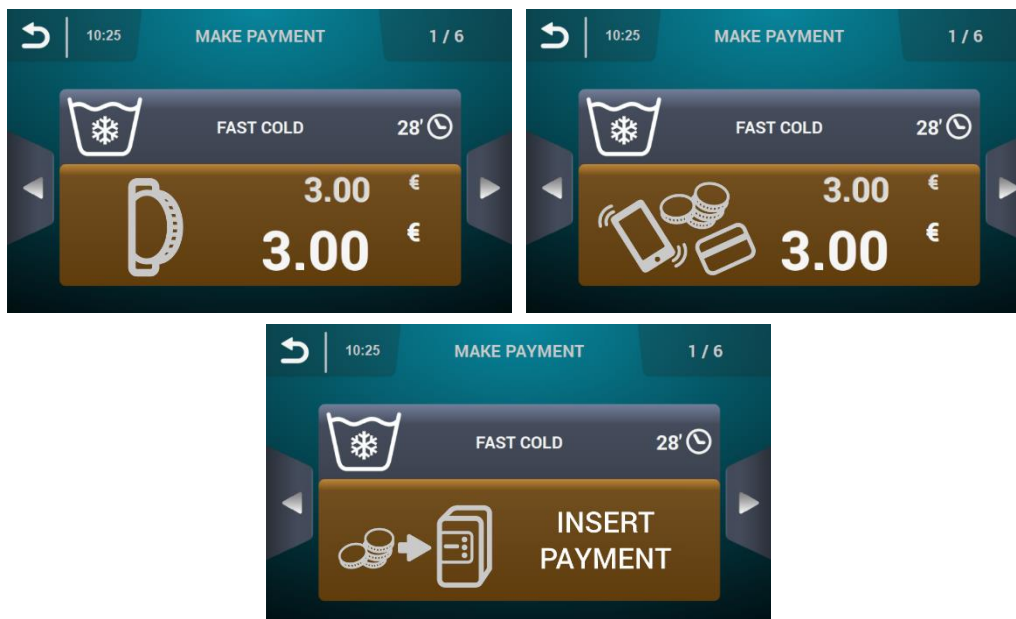 10:25 MAKE PAYMENT 1 / 6
FAST COLD 28'
3.00 €
3.00 €
10:25 MAKE PAYMENT 1 / 6
FAST COLD 28'
3.00 €
3.00 €
10:25 MAKE PAYMENT 1 / 6
FAST COLD 28'
INSERT
PAYMENT